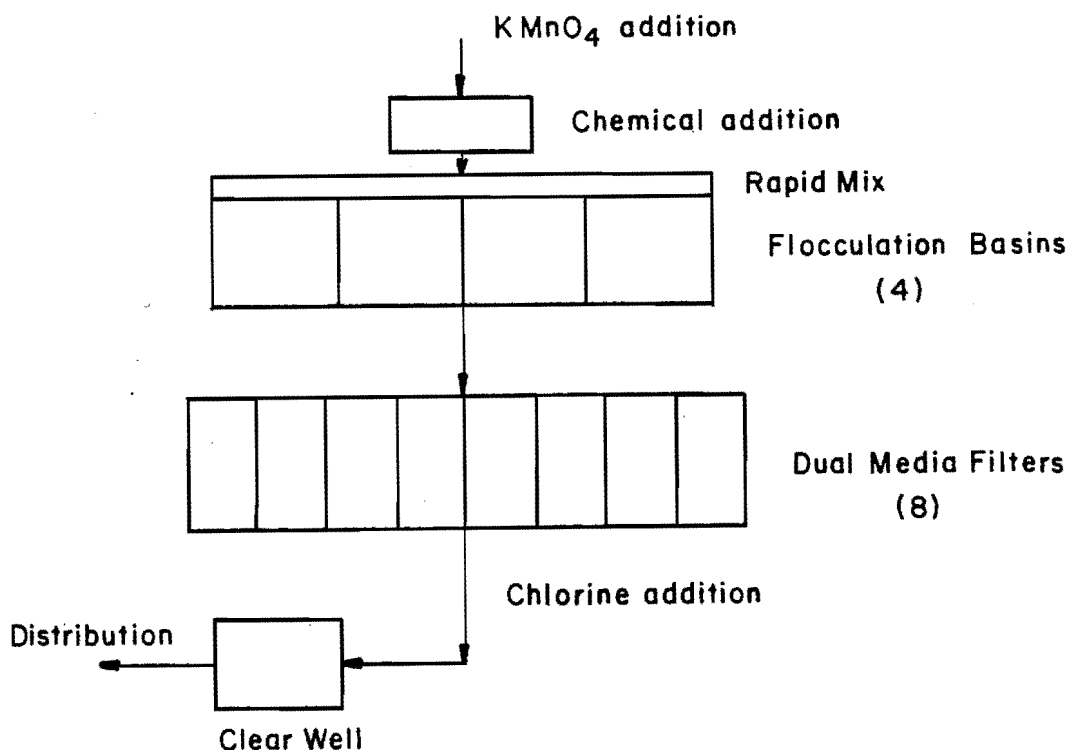 KMnO4 addition
Chemical addition
Rapid Mix
Flocculation Basins
(4)
Dual Media Filters
(8)
Chlorine addition
Distribution
Clear Well